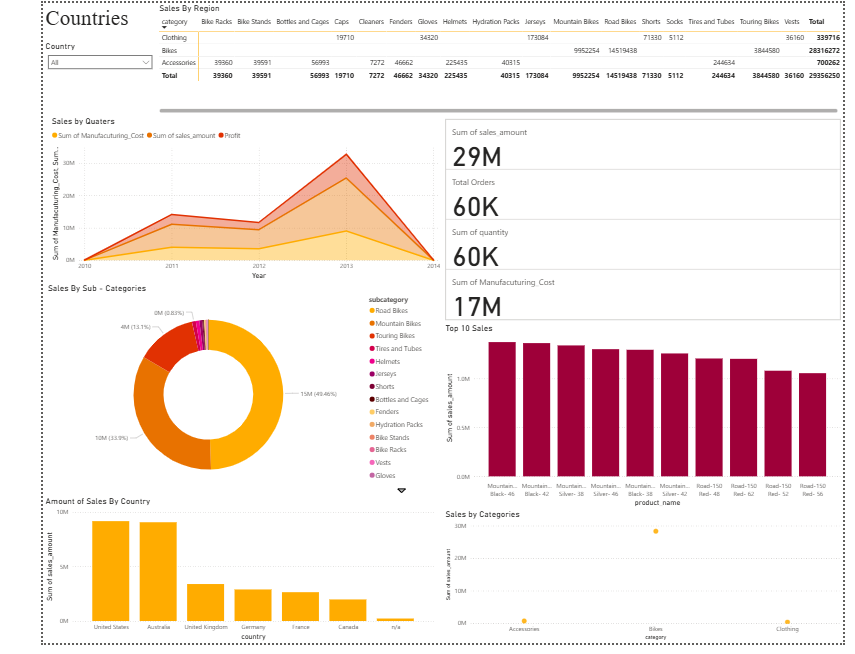 Countries
Country
All
Sales By Region
category Bike Racks Bike Stands Bottles and Cages Caps Cleaners Fenders Gloves Helmets Hydration Packs Jerseys Mountain Bikes Road Bikes Shorts Socks Tires and Tubes Touring Bikes Vests Total
Clothing 19710 34320 173084 71330 5112 36160 339716
Bikes 9952254 14519438 3844580 28316272
Accessories 39360 39591 56993 7272 46662 225435 40315 244634 700262
Total 39360 39591 56993 19710 7272 46662 34320 225435 40315 173084 9952254 14519438 71330 5112 244634 3844580 36160 29356250
Sales by Quaters
Sum of Manufacuturing_Cost Sum of sales_amount Profit
Sum of Manufacuturing_Cost, Sum...
30M
20M
10M
0M
2010 2011 2012 2013 2014
Year
Sum of sales_amount
29M
Total Orders
60K
Sum of quantity
60K
Sum of Manufacuturing_Cost
17M
Sales By Sub - Categories
0M (0.83%)
4M (13.1%)
10M (33.9%)
15M (49.46%)
subcategory
Road Bikes
Mountain Bikes
Touring Bikes
Tires and Tubes
Helmets
Jerseys
Shorts
Bottles and Cages
Fenders
Hydration Packs
Bike Stands
Bike Racks
Vests
Gloves
Top 10 Sales
Sum of sales_amount
1.0M
0.5M
0.0M
Mountain... Mountain... Mountain... Mountain... Mountain... Mountain... Road-150 Road-150 Road-150 Road-150
Black- 46 Black- 42 Silver- 38 Silver- 46 Black- 38 Silver- 42 Red- 48 Red- 62 Red- 52 Red- 56
product_name
Amount of Sales By Country
Sum of sales_amount
10M
5M
0M
United States Australia United Kingdom Germany France Canada n/a
country
Sales by Categories
Sum of sales_amount
30M
20M
10M
0M
Accessories Bikes Clothing
category